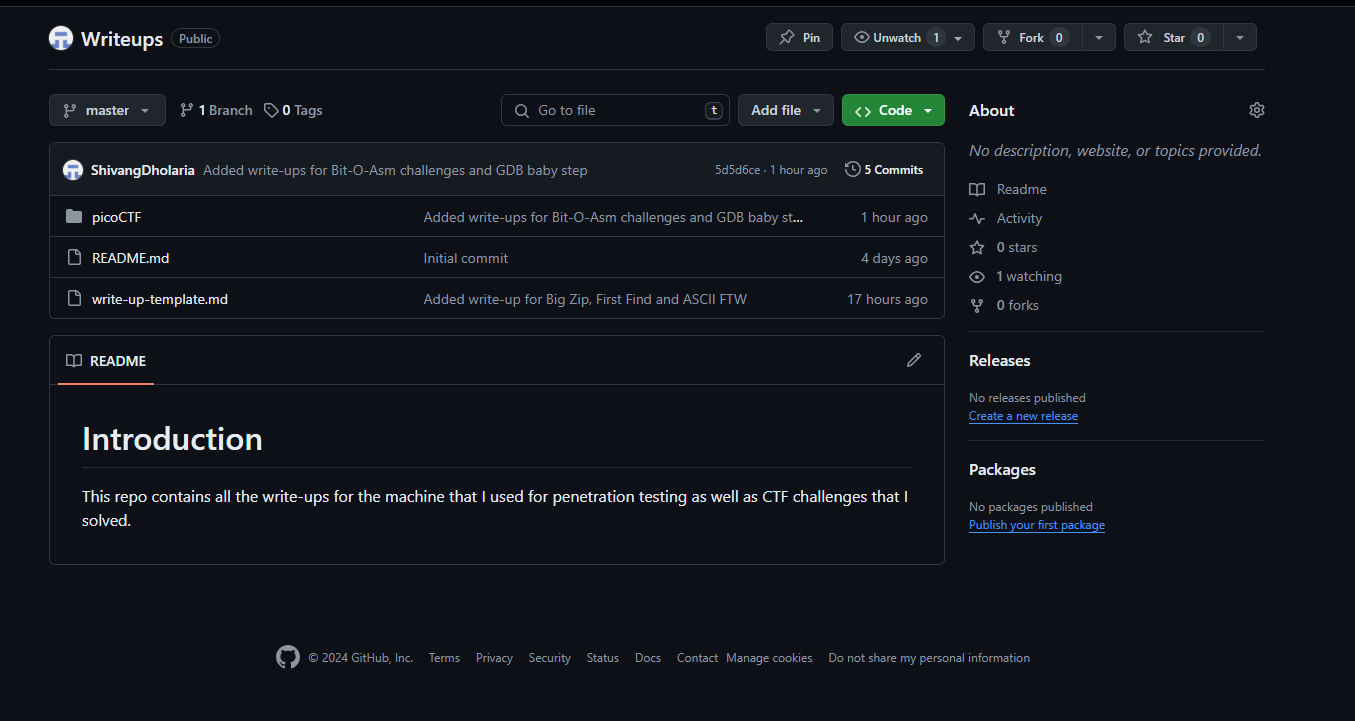 Writeups Public Pin Unwatch 1 Fork 0 Star 0
master 1 Branch 0 Tags Go to file t Add file Code
ShivangDholaria Added write-ups for Bit-O-Asm challenges and GDB baby step 5d5d6ce · 1 hour ago 5 Commits
picoCTF Added write-ups for Bit-O-Asm challenges and GDB baby st... 1 hour ago
README.md Initial commit 4 days ago
write-up-template.md Added write-up for Big Zip, First Find and ASCII FTW 17 hours ago
README
Introduction
This repo contains all the write-ups for the machine that I used for penetration testing as well as CTF challenges that I
solved.
About
No description, website, or topics provided.
Readme
Activity
0 stars
1 watching
0 forks
Releases
No releases published
Create a new release
Packages
No packages published
Publish your first package
© 2024 GitHub, Inc. Terms Privacy Security Status Docs Contact Manage cookies Do not share my personal information